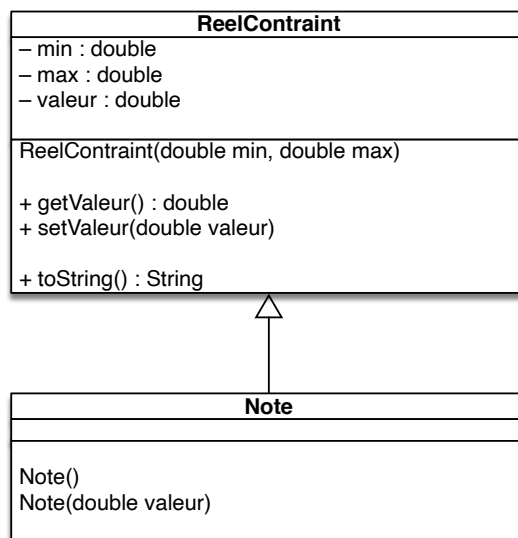 ReelContraint
– min : double
– max : double
– valeur : double
ReelContraint(double min, double max)
+ getValeur() : double
+ setValeur(double valeur)
+ toString() : String
Note
Note()
Note(double valeur)